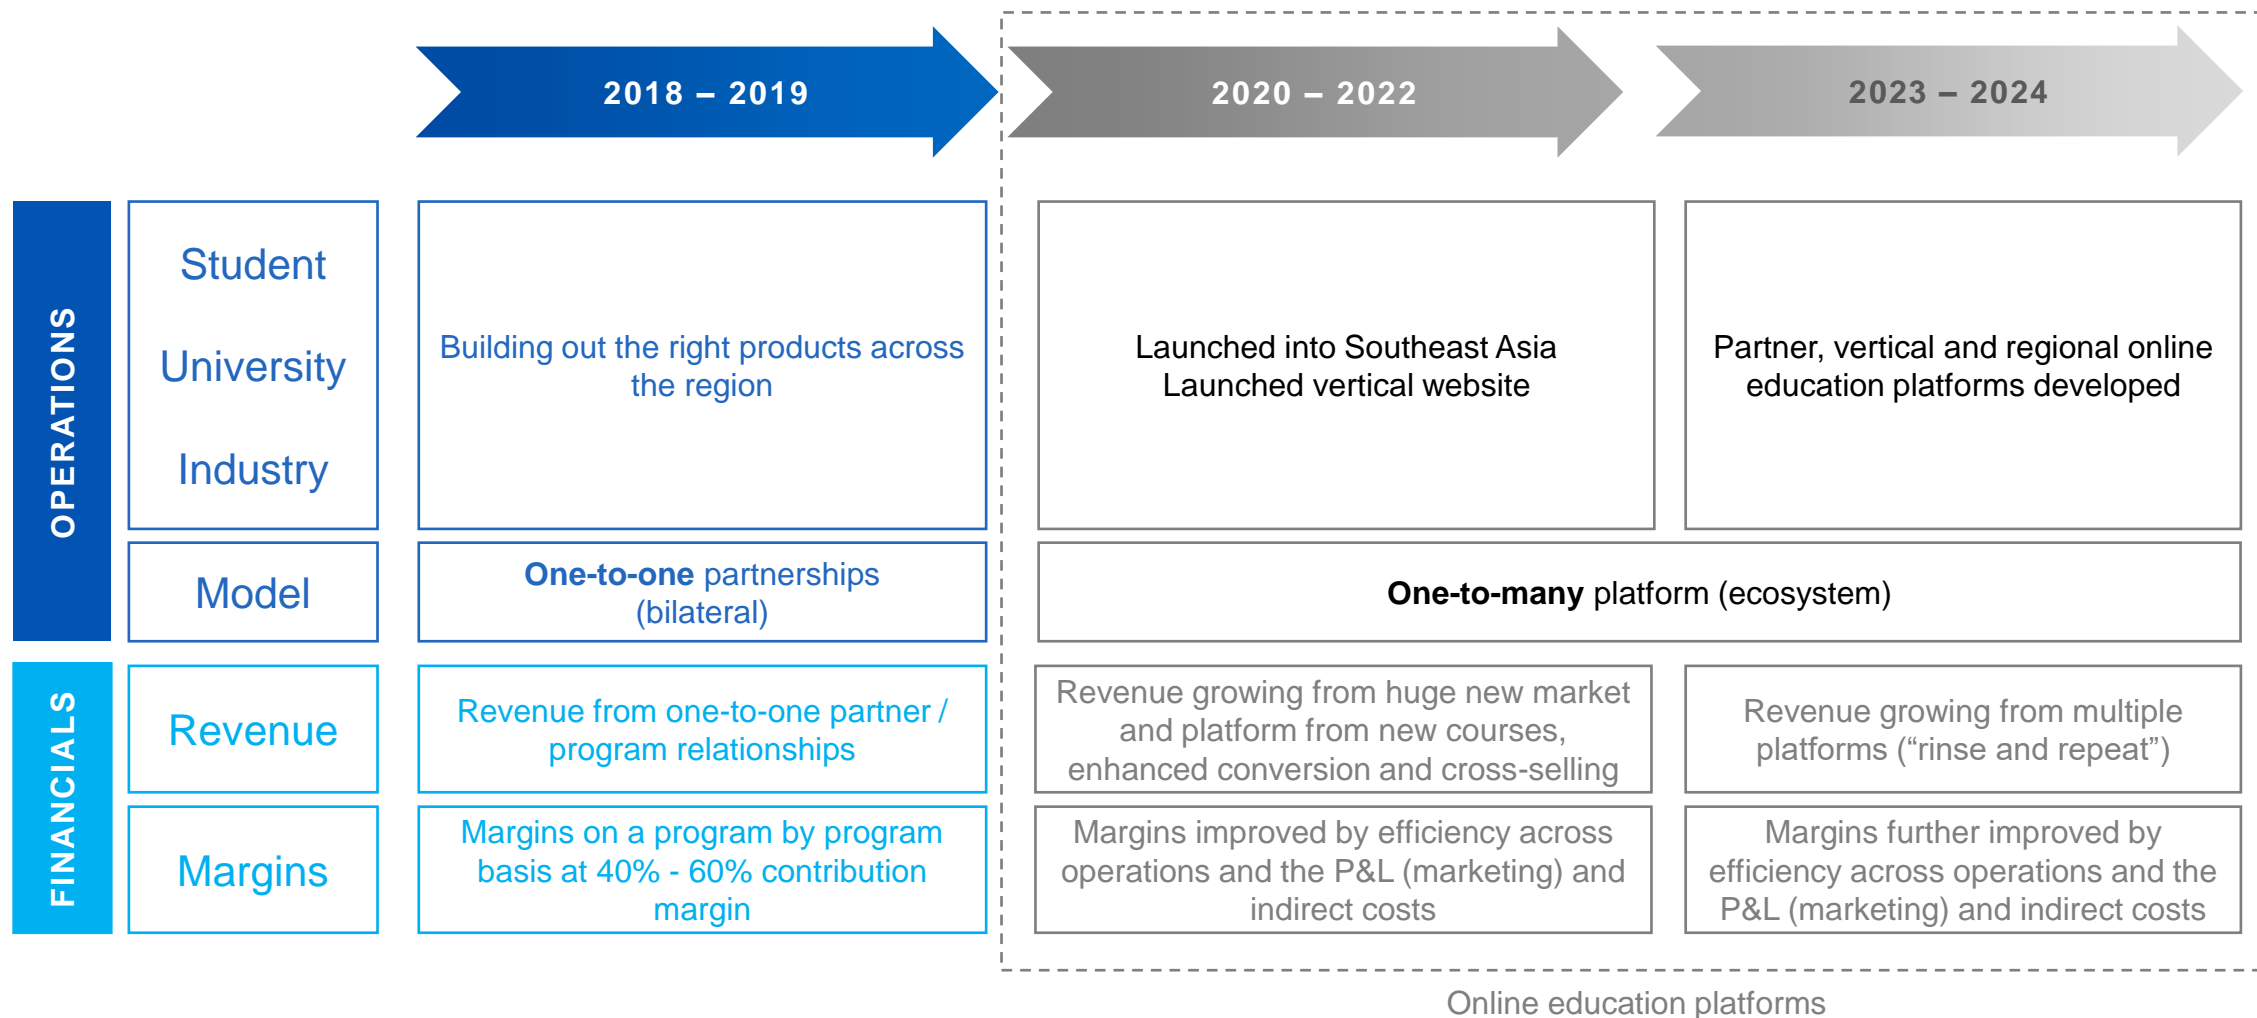 2018 – 2019
2020 – 2022
2023 – 2024
OPERATIONS
Student
University
Industry
Building out the right products across
the region
Launched into Southeast Asia
Launched vertical website
Partner, vertical and regional online
education platforms developed
Model
One-to-one partnerships
(bilateral)
One-to-many platform (ecosystem)
FINANCIALS
Revenue
Revenue from one-to-one partner /
program relationships
Revenue growing from huge new market
and platform from new courses,
enhanced conversion and cross-selling
Revenue growing from multiple
platforms (“rinse and repeat”)
Margins
Margins on a program by program
basis at 40% - 60% contribution
margin
Margins improved by efficiency across
operations and the P&L (marketing) and
indirect costs
Margins further improved by
efficiency across operations and the
P&L (marketing) and indirect costs
Online education platforms